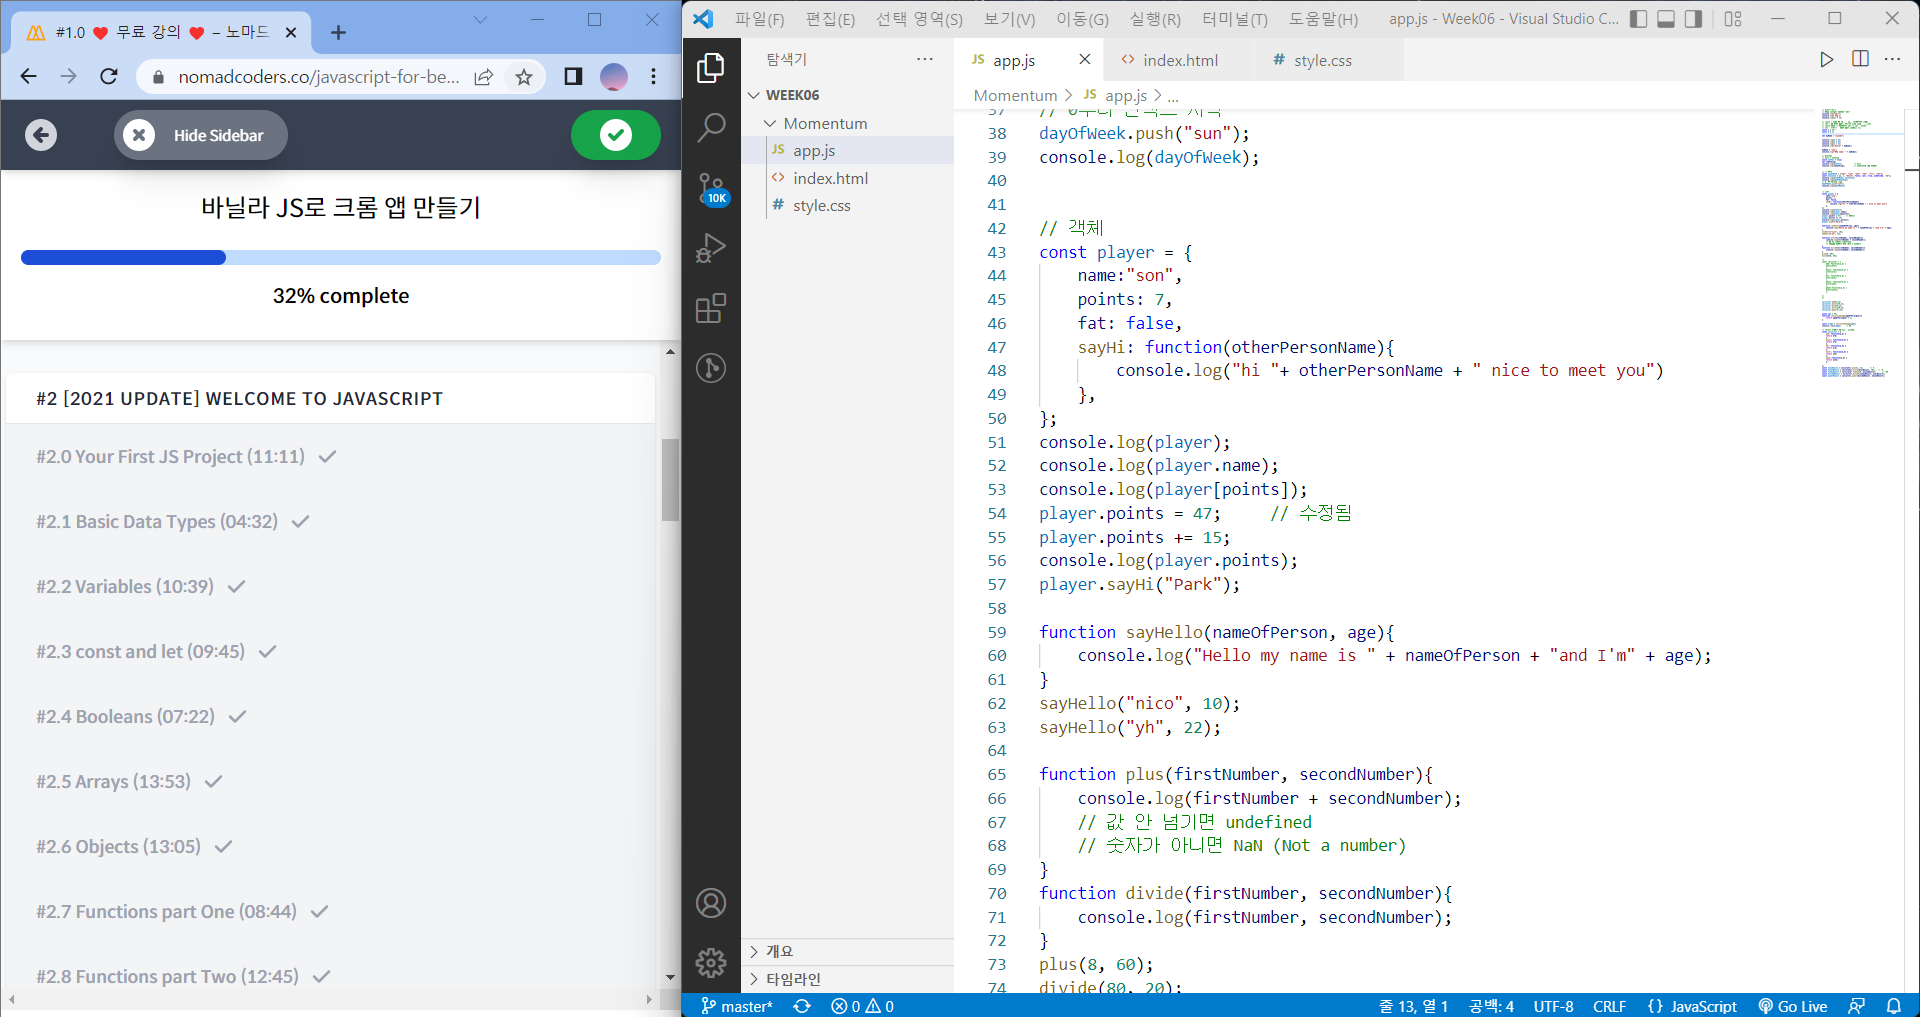 #1.0 ❤️ 무료 강의 ❤️ – 노마드
nomadcoders.co/javascript-for-be...
Hide Sidebar
바닐라 JS로 크롬 앱 만들기
32% complete
#2 [2021 UPDATE] WELCOME TO JAVASCRIPT
#2.0 Your First JS Project (11:11)
#2.1 Basic Data Types (04:32)
#2.2 Variables (10:39)
#2.3 const and let (09:45)
#2.4 Booleans (07:22)
#2.5 Arrays (13:53)
#2.6 Objects (13:05)
#2.7 Functions part One (08:44)
#2.8 Functions part Two (12:45)
파일(F) 편집(E) 선택 영역(S) 보기(V) 이동(G) 실행(R) 터미널(T) 도움말(H) app.js - Week06 - Visual Studio C...
탐색기 ...
10K
WEEK06
Momentum
JS app.js
<> index.html
# style.css
개요
타임라인
JS app.js <> index.html # style.css
Momentum > JS app.js > ...
37
38 dayOfWeek.push("sun");
39 console.log(dayOfWeek);
40
41
42 // 객체
43 const player = {
44 name:"son",
45 points: 7,
46 fat: false,
47 sayHi: function(otherPersonName){
48 console.log("hi "+ otherPersonName + " nice to meet you")
49 },
50 };
51 console.log(player);
52 console.log(player.name);
53 console.log(player[points]);
54 player.points = 47; // 수정됨
55 player.points += 15;
56 console.log(player.points);
57 player.sayHi("Park");
58
59 function sayHello(nameOfPerson, age){
60 console.log("Hello my name is " + nameOfPerson + "and I'm" + age);
61 }
62 sayHello("nico", 10);
63 sayHello("yh", 22);
64
65 function plus(firstNumber, secondNumber){
66 console.log(firstNumber + secondNumber);
67 // 값 안 넘기면 undefined
68 // 숫자가 아니면 NaN (Not a number)
69 }
70 function divide(firstNumber, secondNumber){
71 console.log(firstNumber, secondNumber);
72 }
73 plus(8, 60);
74 divide(80, 20);
master* 0 0 줄 13, 열 1 공백: 4 UTF-8 CRLF {} JavaScript Go Live